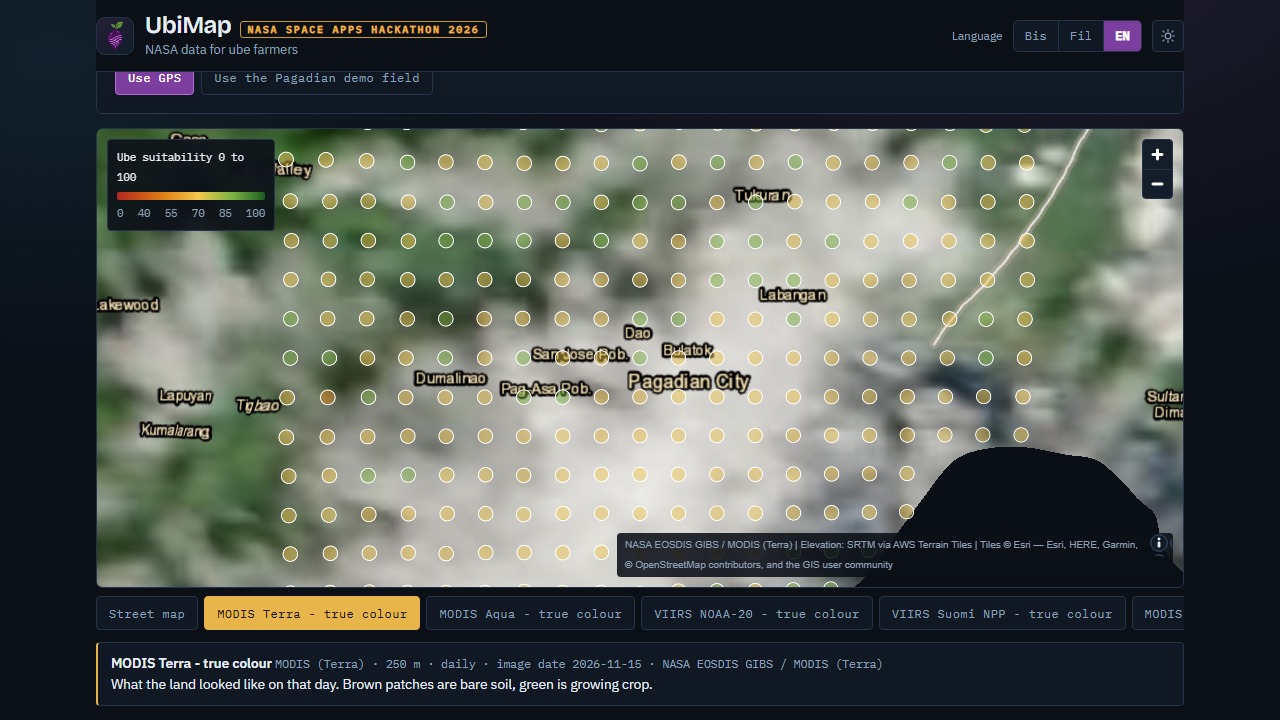 UbiMap NASA SPACE APPS HACKATHON 2026
NASA data for ube farmers
Language Bis Fil EN
Use GPS Use the Pagadian demo field
Ube suitability 0 to
100
0 40 55 70 85 100
Tukuran
Labangan
Dao
San Jose Pob.
Bulatok
Dumalinao
Pag-Asa Pob.
Pagadian City
Lapuyan
Tigbao
Kumalarang
NASA EOSDIS GIBS / MODIS (Terra) | Elevation: SRTM via AWS Terrain Tiles | Tiles © Esri — Esri, HERE, Garmin,
© OpenStreetMap contributors, and the GIS user community
Street map MODIS Terra - true colour MODIS Aqua - true colour VIIRS NOAA-20 - true colour VIIRS Suomi NPP - true colour MODIS
MODIS Terra - true colour MODIS (Terra) · 250 m · daily · image date 2026-11-15 · NASA EOSDIS GIBS / MODIS (Terra)
What the land looked like on that day. Brown patches are bare soil, green is growing crop.